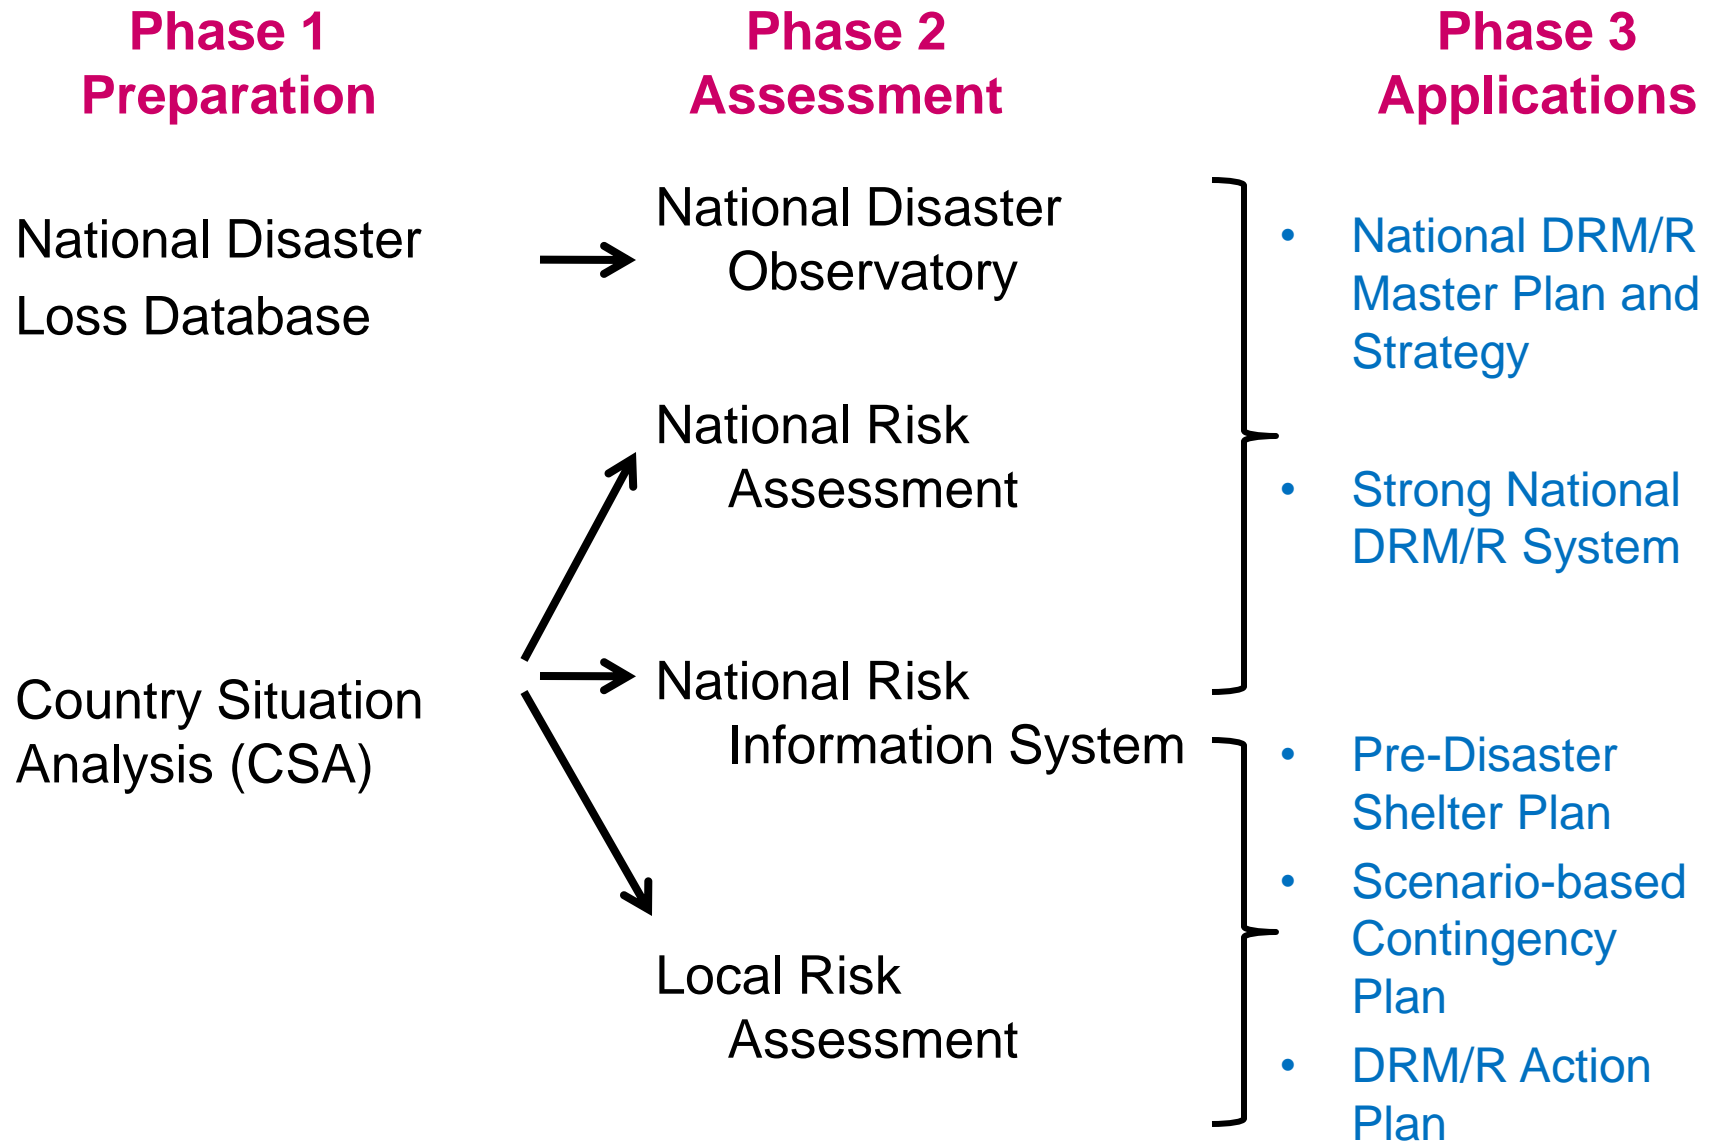 Phase 1
Preparation
Phase 2
Assessment
Phase 3
Applications
National Disaster
Loss Database
Country Situation
Analysis (CSA)
National Disaster
Observatory
National Risk
Assessment
National Risk
Information System
Local Risk
Assessment
• National DRM/R
Master Plan and
Strategy
• Strong National
DRM/R System
• Pre-Disaster
Shelter Plan
• Scenario-based
Contingency
Plan
• DRM/R Action
Plan